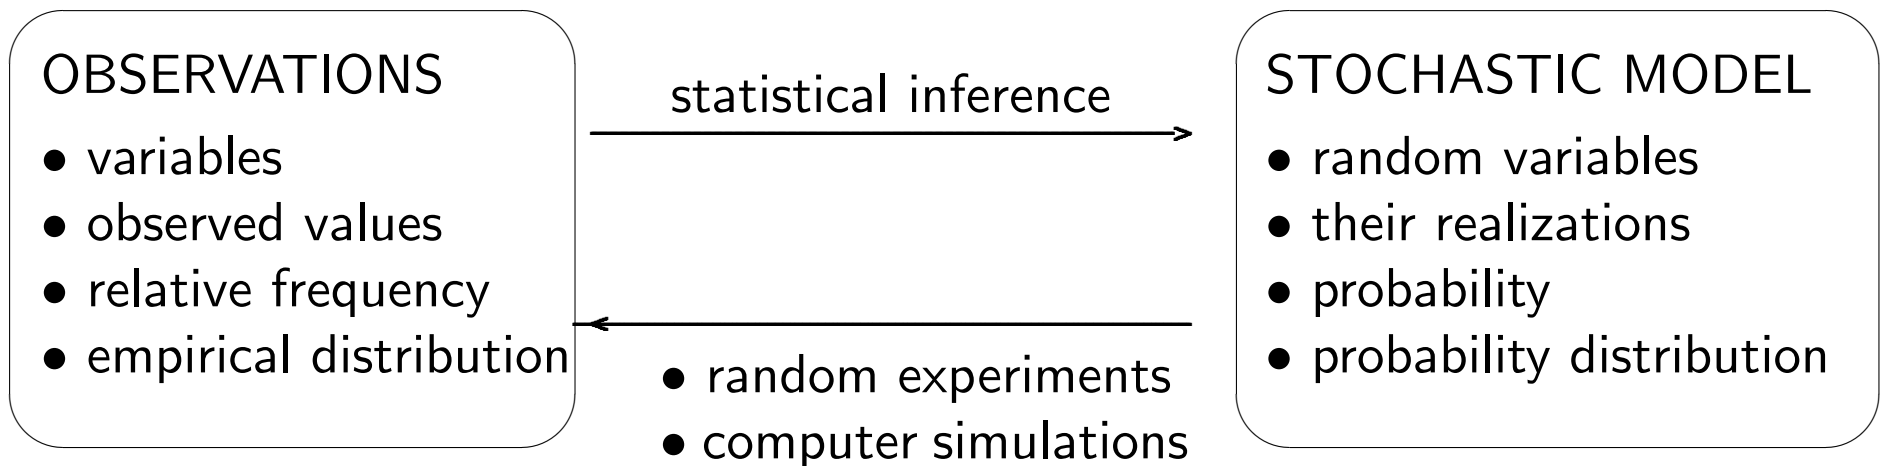 OBSERVATIONS
• variables
• observed values
• relative frequency
• empirical distribution
statistical inference
• random experiments
• computer simulations
STOCHASTIC MODEL
• random variables
• their realizations
• probability
• probability distribution